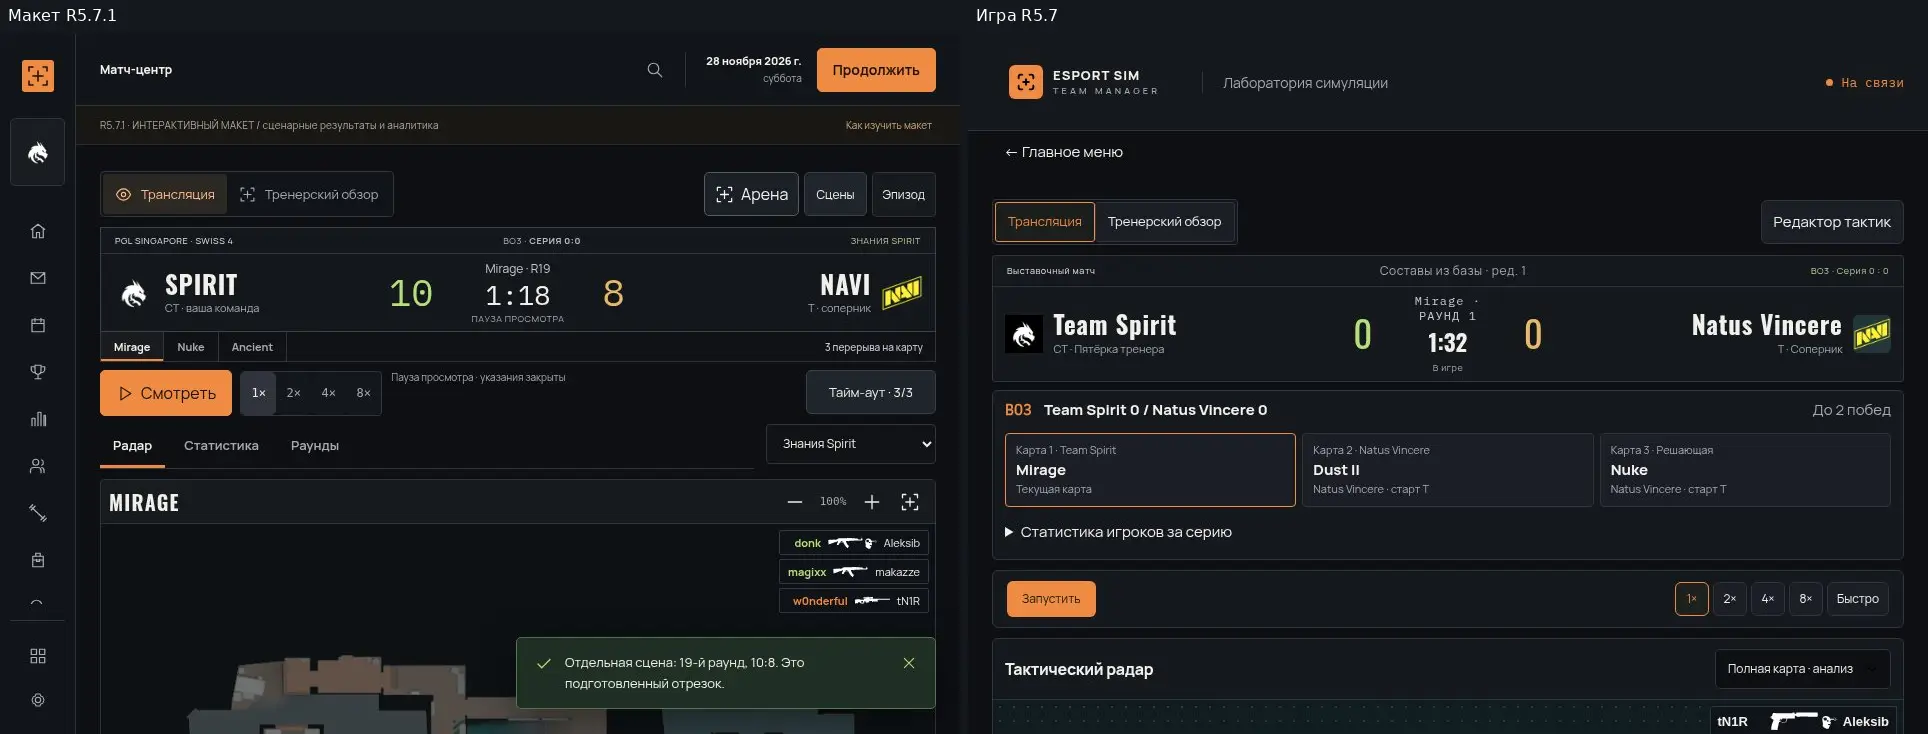 Макет R5.7.1
Матч-центр
28 ноября 2026 г.
суббота
Продолжить
R5.7.1 · ИНТЕРАКТИВНЫЙ МАКЕТ / сценарные результаты и аналитика
Как изучить макет
Трансляция
Тренерский обзор
Арена
Сцены
Эпизод
PGL SINGAPORE · SWISS 4
BO3 · СЕРИЯ 0:0
ЗНАНИЯ SPIRIT
SPIRIT
CT · ваша команда
10
Mirage · R19
1:18
ПАУЗА ПРОСМОТРА
8
NAVI
T · соперник
Mirage
Nuke
Ancient
3 перерыва на карту
Смотреть
1×
2×
4×
8×
Пауза просмотра · указания закрыты
Тайм-аут · 3/3
Радар
Статистика
Раунды
Знания Spirit
MIRAGE
100%
donk
Aleksib
magixx
makazze
w0nderful
tN1R
Отдельная сцена: 19-й раунд, 10:8. Это
подготовленный отрезок.
Игра R5.7
ESPORT SIM
TEAM MANAGER
Лаборатория симуляции
На связи
← Главное меню
Трансляция
Тренерский обзор
Редактор тактик
Выставочный матч
Составы из базы · ред. 1
BO3 · Серия 0 : 0
Team Spirit
CT · Пятёрка тренера
0
Mirage ·
РАУНД 1
1:32
В игре
0
Natus Vincere
T · Соперник
NAVI
BO3
Team Spirit 0 / Natus Vincere 0
До 2 побед
Карта 1 · Team Spirit
Mirage
Текущая карта
Карта 2 · Natus Vincere
Dust II
Natus Vincere · старт T
Карта 3 · Решающая
Nuke
Natus Vincere · старт T
Статистика игроков за серию
Запустить
1×
2×
4×
8×
Быстро
Тактический радар
Полная карта · анализ
tN1R
Aleksib